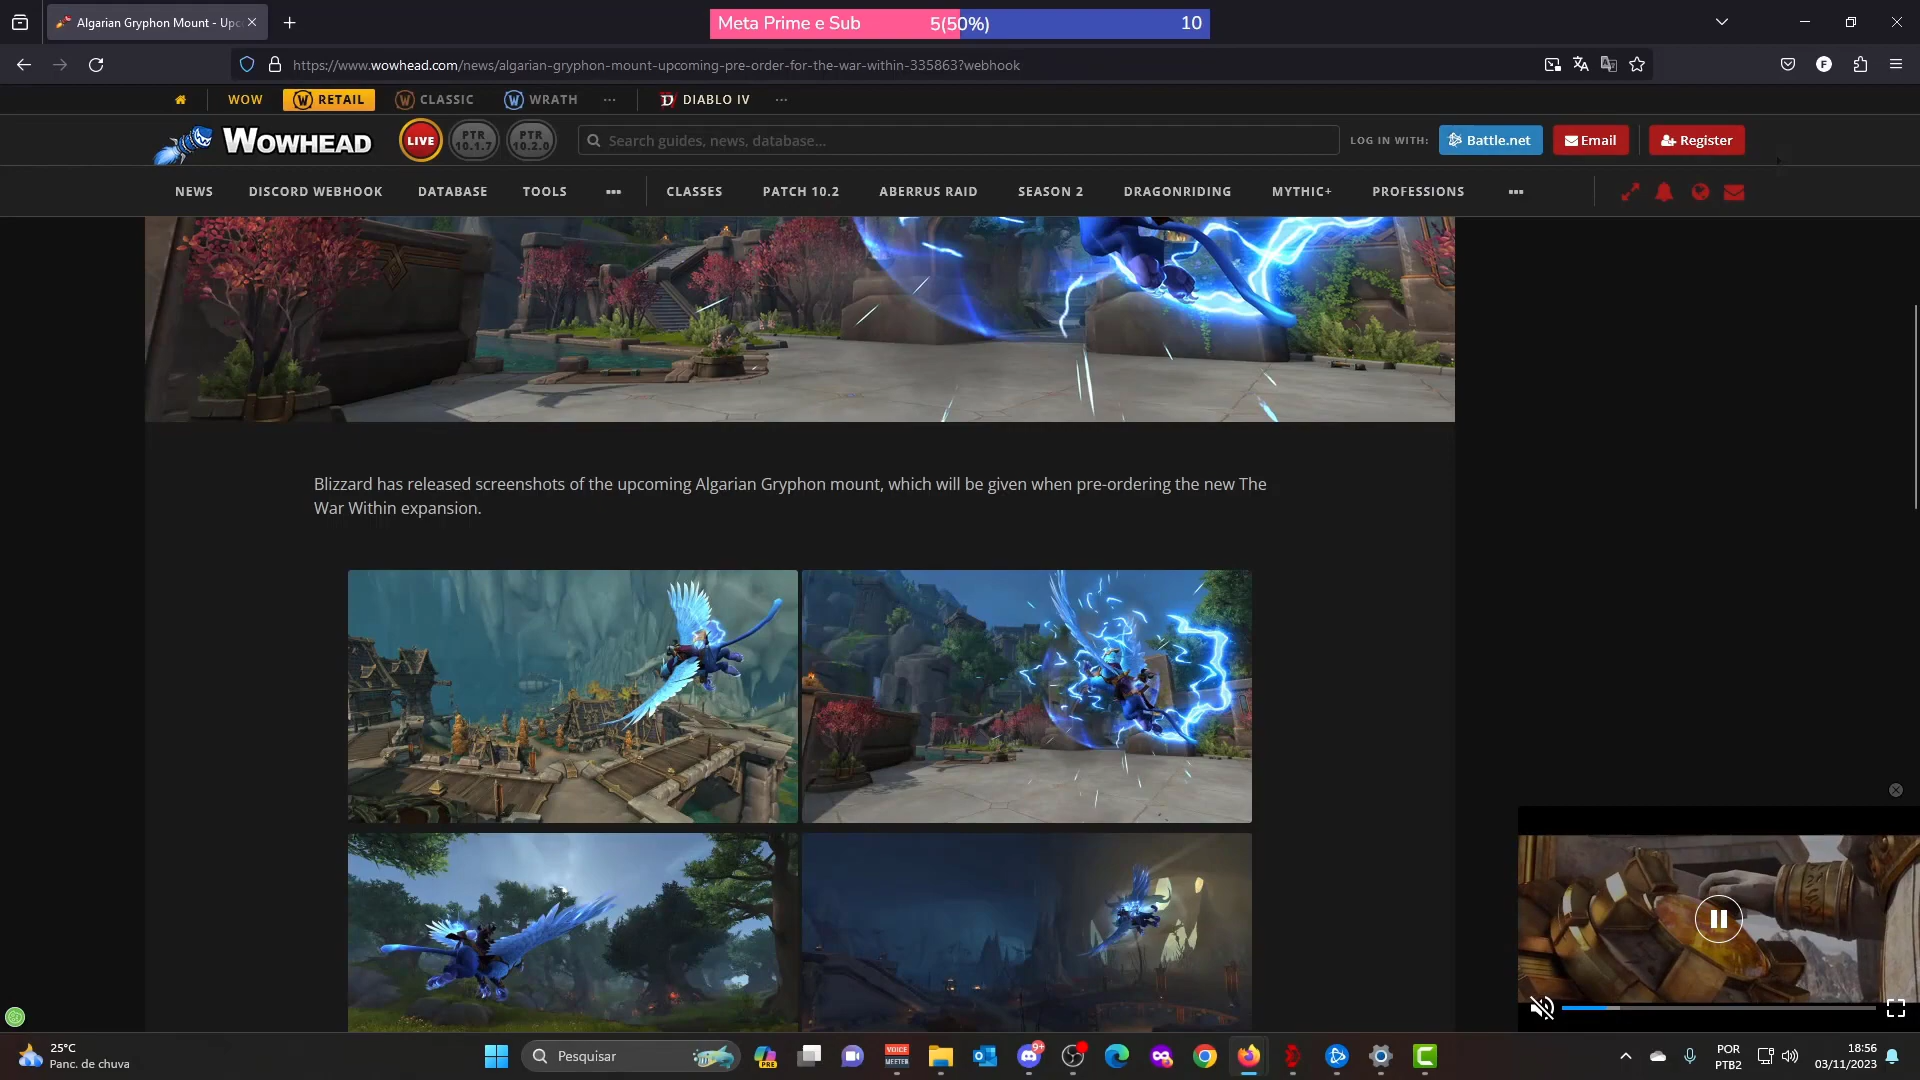 Algarian Gryphon Mount - Upc
Meta Prime e Sub 5(50%) 10
https://www.wowhead.com/news/algarian-gryphon-mount-upcoming-pre-order-for-the-war-within-335863?webhook
F
WOW RETAIL CLASSIC WRATH DIABLO IV
WOWHEAD
LIVE
PTR 10.1.7
PTR 10.2.0
Search guides, news, database...
LOG IN WITH: Battle.net Email Register
NEWS DISCORD WEBHOOK DATABASE TOOLS CLASSES PATCH 10.2 ABERRUS RAID SEASON 2 DRAGONRIDING MYTHIC+ PROFESSIONS
Blizzard has released screenshots of the upcoming Algarian Gryphon mount, which will be given when pre-ordering the new The
War Within expansion.
25°C
Panc. de chuva
Pesquisar
PRE
VOICE
MEETER
9+
POR
PTB2
18:56
03/11/2023